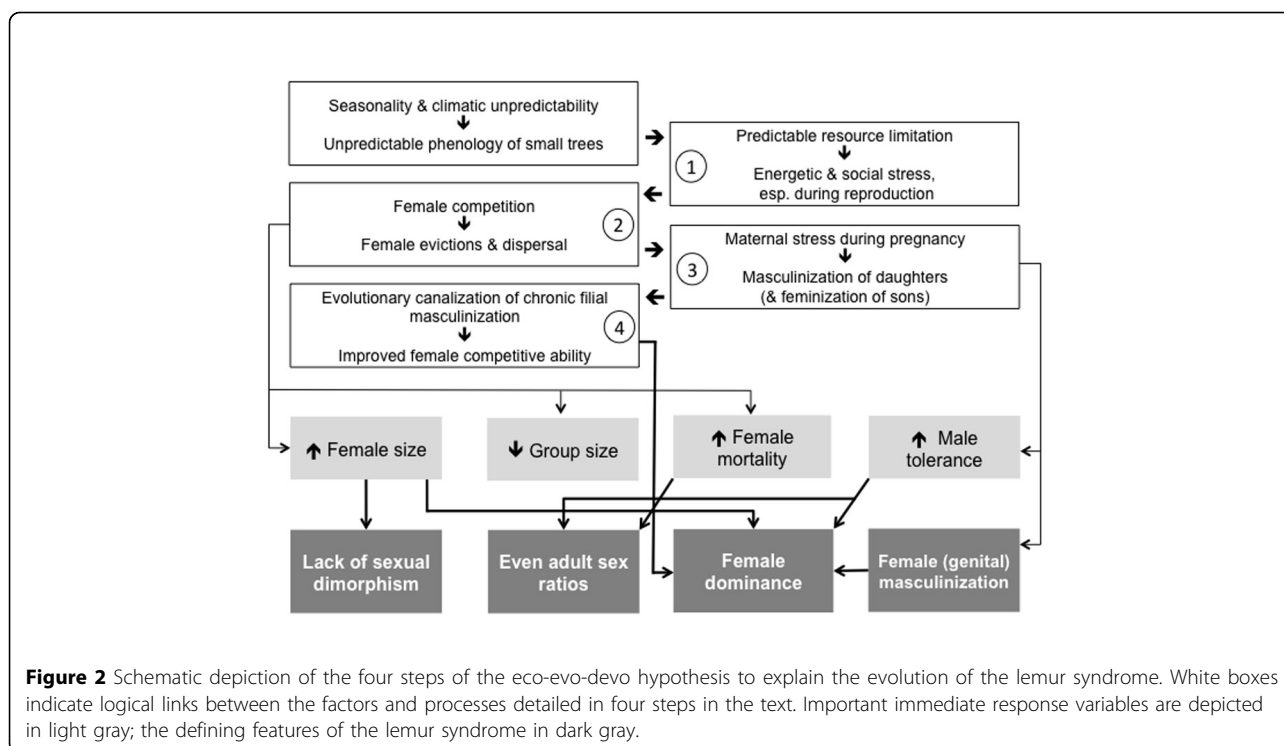 Seasonality & climatic unpredictability
↓
Unpredictable phenology of small trees
→
Predictable resource limitation
1
↓
Energetic & social stress,
esp. during reproduction
←
Female competition
2
↓
Female evictions & dispersal
→
Maternal stress during pregnancy
3
↓
Masculinization of daughters
(& feminization of sons)
←
Evolutionary canalization of chronic filial
masculinization
4
↓
Improved female competitive ability
↑ Female size
↓ Group size
↑ Female
mortality
↑ Male
tolerance
Lack of sexual
dimorphism
Even adult sex
ratios
Female
dominance
Female (genital)
masculinization
Figure 2 Schematic depiction of the four steps of the eco-evo-devo hypothesis to explain the evolution of the lemur syndrome. White boxes
indicate logical links between the factors and processes detailed in four steps in the text. Important immediate response variables are depicted
in light gray; the defining features of the lemur syndrome in dark gray.